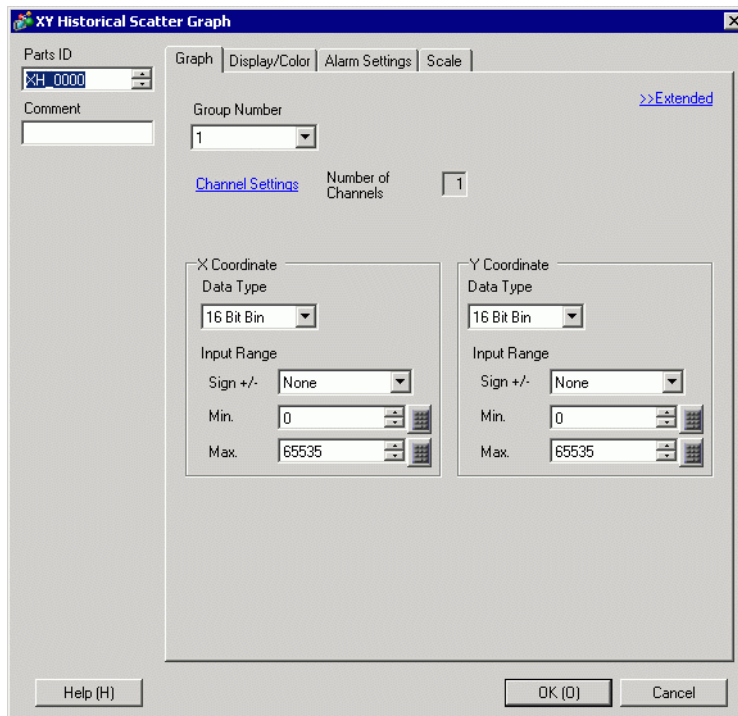 XY Historical Scatter Graph
Parts ID
XH_0000
Comment
Graph
Display/Color
Alarm Settings
Scale
>>Extended
Group Number
1
Channel Settings
Number of
Channels
1
X Coordinate
Data Type
16 Bit Bin
Input Range
Sign +/-
None
Min.
0
Max.
65535
Y Coordinate
Data Type
16 Bit Bin
Input Range
Sign +/-
None
Min.
0
Max.
65535
Help (H)
OK (O)
Cancel